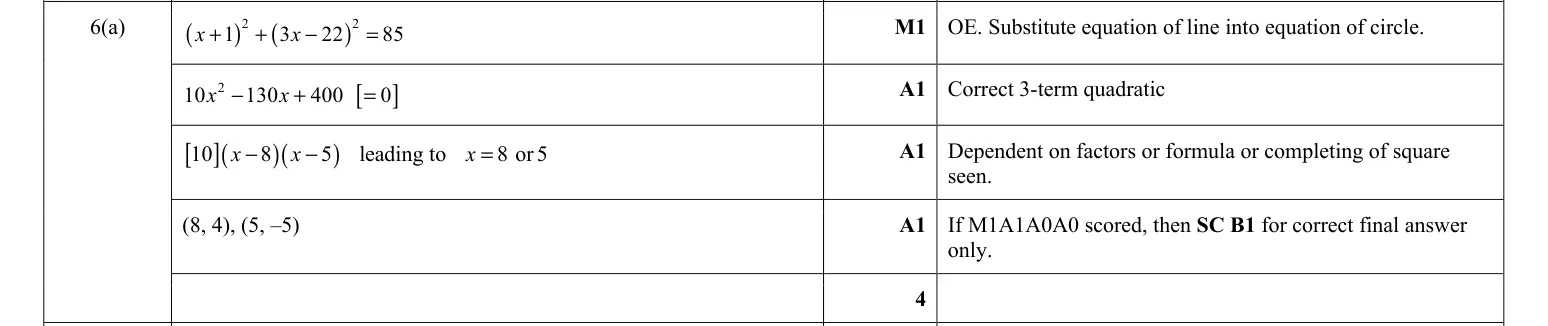 6(a) (x+1)² + (3x − 22)² = 85 M1 OE. Substitute equation of line into equation of circle.
10x² − 130x + 400 [= 0] A1 Correct 3-term quadratic
[10](x − 8)(x − 5) leading to x = 8 or 5 A1 Dependent on factors or formula or completing of square
seen.
(8, 4), (5, –5) A1 If M1A1A0A0 scored, then SC B1 for correct final answer
only.
4